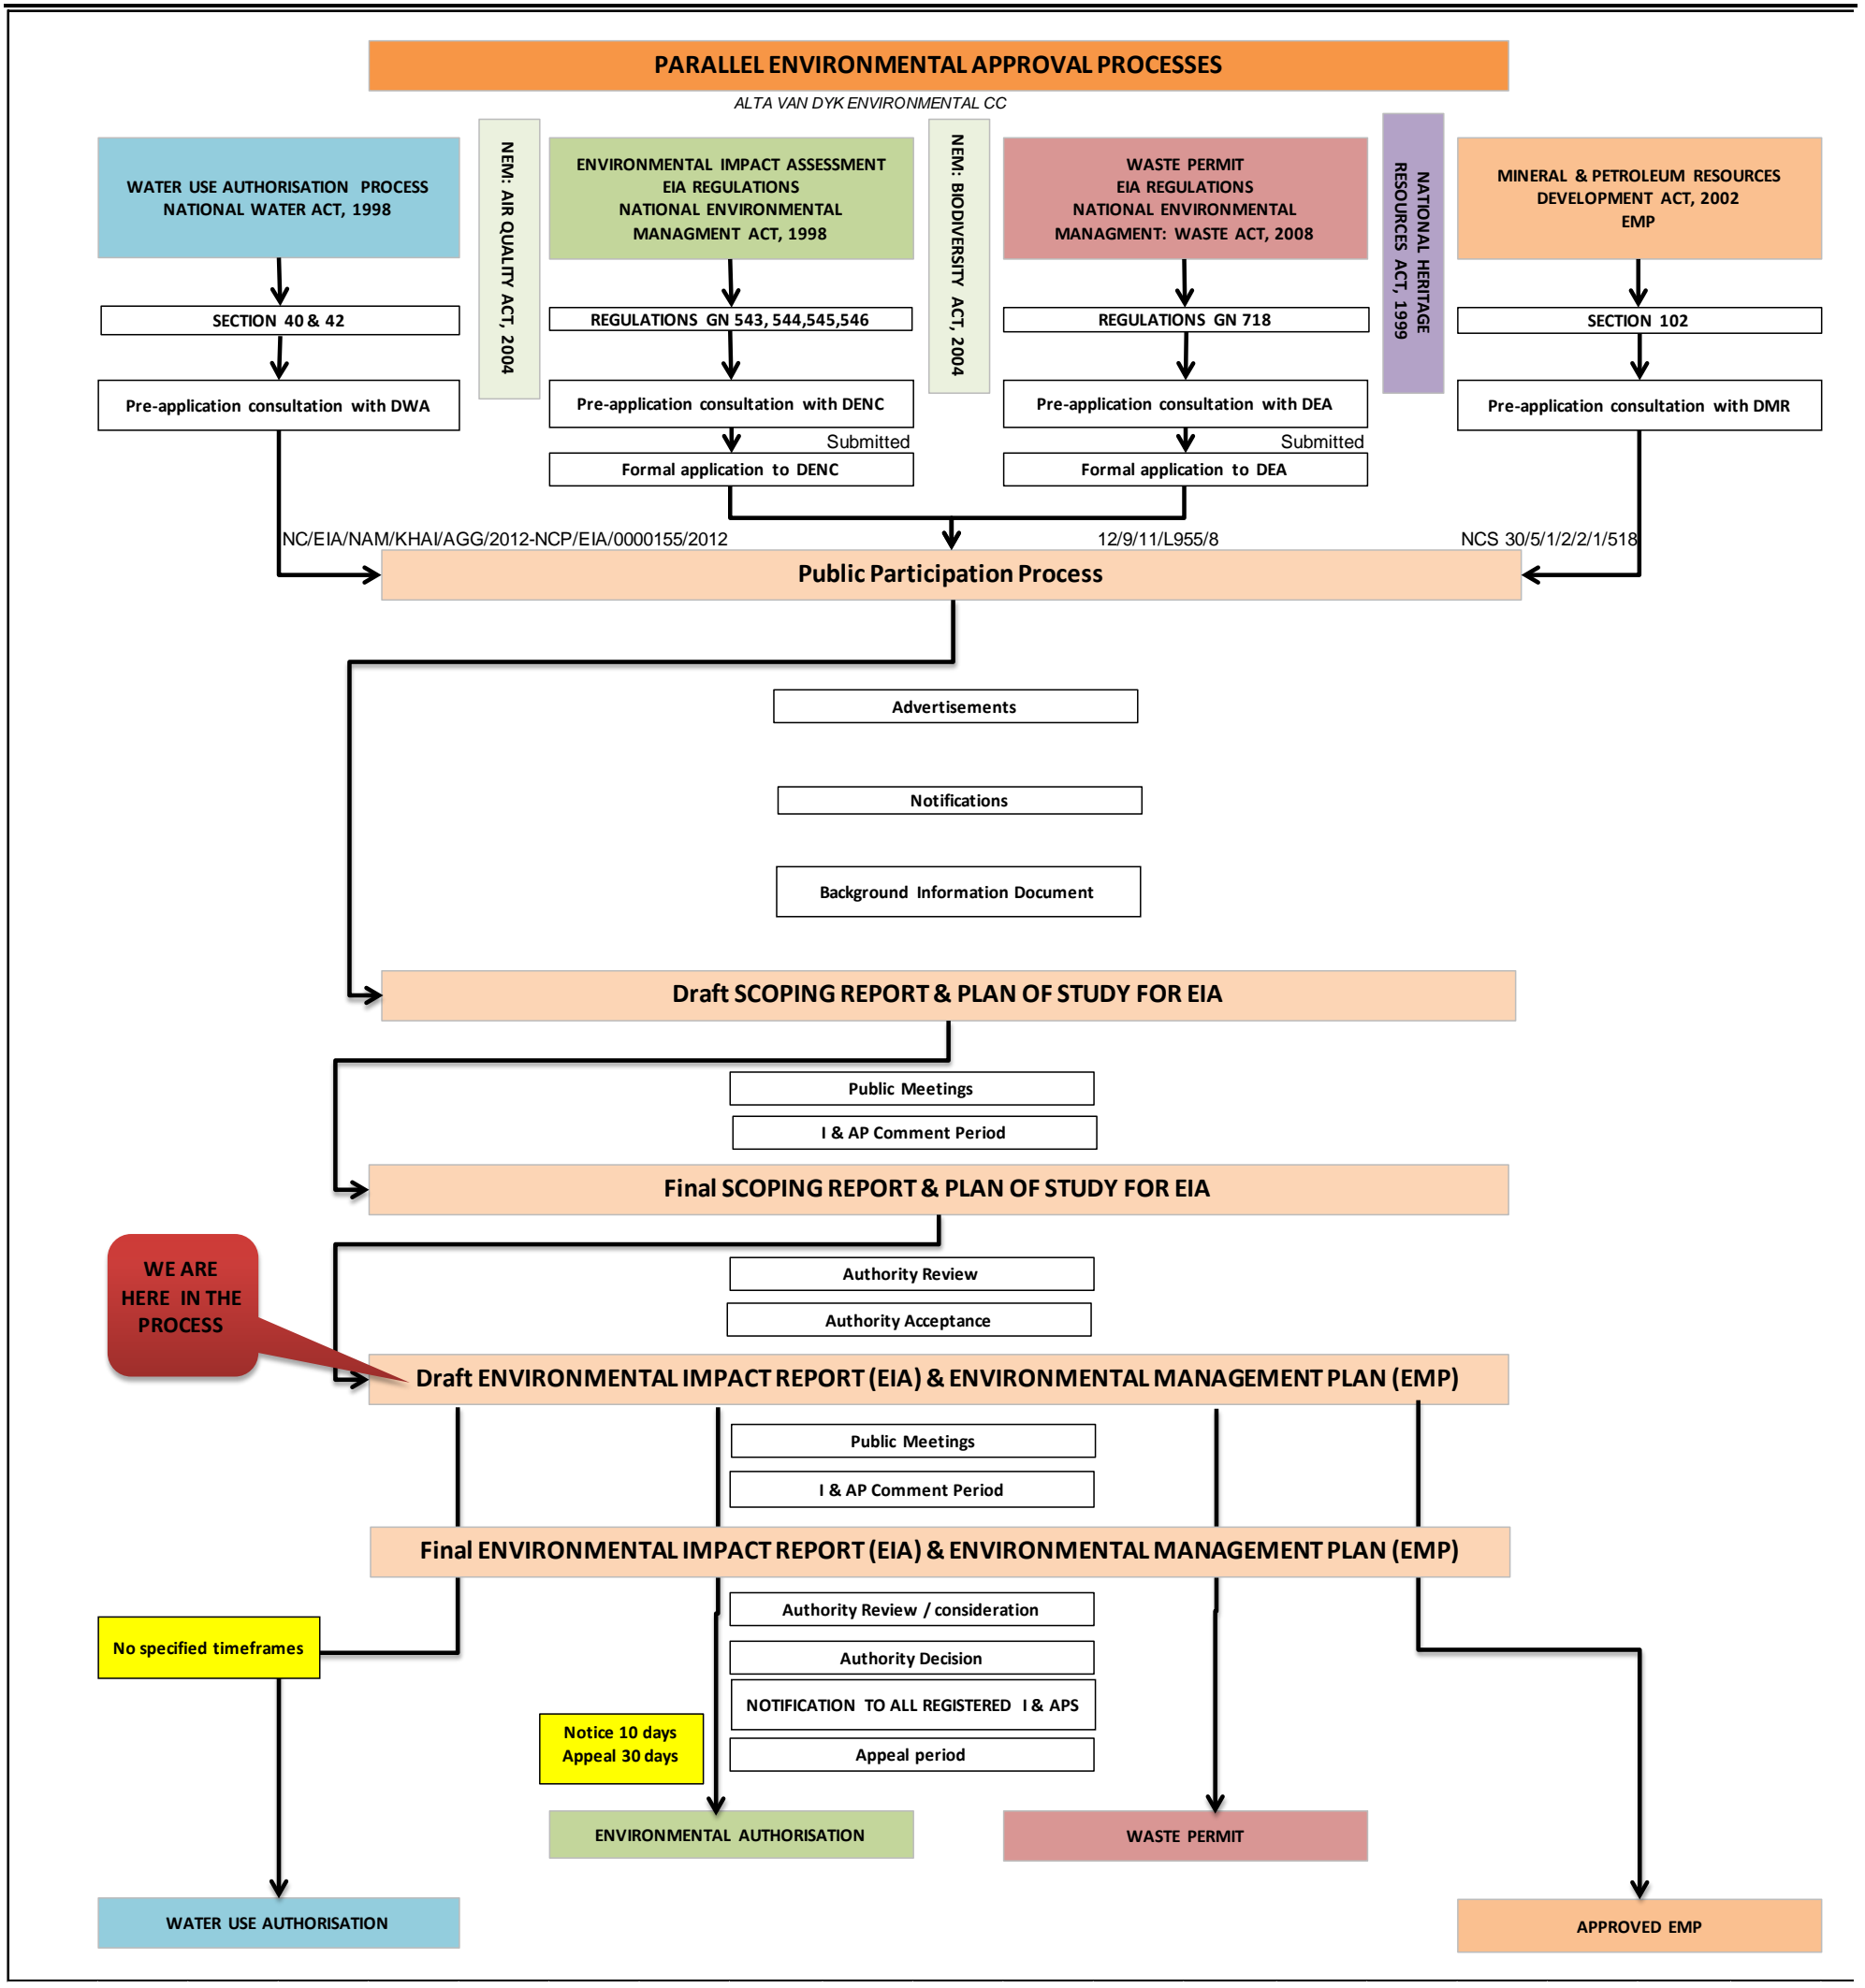 PARALLEL ENVIRONMENTAL APPROVAL PROCESSES
ALTA VAN DYK ENVIRONMENTAL CC
WATER USE AUTHORISATION PROCESS
NATIONAL WATER ACT, 1998
NEM: AIR QUALITY ACT, 2004
ENVIRONMENTAL IMPACT ASSESSMENT
EIA REGULATIONS
NATIONAL ENVIRONMENTAL
MANAGMENT ACT, 1998
NEM: BIODIVERSITY ACT, 2004
WASTE PERMIT
EIA REGULATIONS
NATIONAL ENVIRONMENTAL
MANAGMENT: WASTE ACT, 2008
NATIONAL HERITAGE
RESOURCES ACT, 1999
MINERAL & PETROLEUM RESOURCES
DEVELOPMENT ACT, 2002
EMP
SECTION 40 & 42
REGULATIONS GN 543, 544,545,546
REGULATIONS GN 718
SECTION 102
Pre-application consultation with DWA
Pre-application consultation with DENC
Pre-application consultation with DEA
Pre-application consultation with DMR
Submitted
Submitted
Formal application to DENC
Formal application to DEA
NC/EIA/NAM/KHAI/AGG/2012-NCP/EIA/0000155/2012
12/9/11/L955/8
NCS 30/5/1/2/2/1/518
Public Participation Process
Advertisements
Notifications
Background Information Document
Draft SCOPING REPORT & PLAN OF STUDY FOR EIA
Public Meetings
I & AP Comment Period
Final SCOPING REPORT & PLAN OF STUDY FOR EIA
WE ARE
HERE IN THE
PROCESS
Authority Review
Authority Acceptance
Draft ENVIRONMENTAL IMPACT REPORT (EIA) & ENVIRONMENTAL MANAGEMENT PLAN (EMP)
Public Meetings
I & AP Comment Period
Final ENVIRONMENTAL IMPACT REPORT (EIA) & ENVIRONMENTAL MANAGEMENT PLAN (EMP)
Authority Review / consideration
No specified timeframes
Authority Decision
NOTIFICATION TO ALL REGISTERED I & APS
Notice 10 days
Appeal 30 days
Appeal period
ENVIRONMENTAL AUTHORISATION
WASTE PERMIT
WATER USE AUTHORISATION
APPROVED EMP